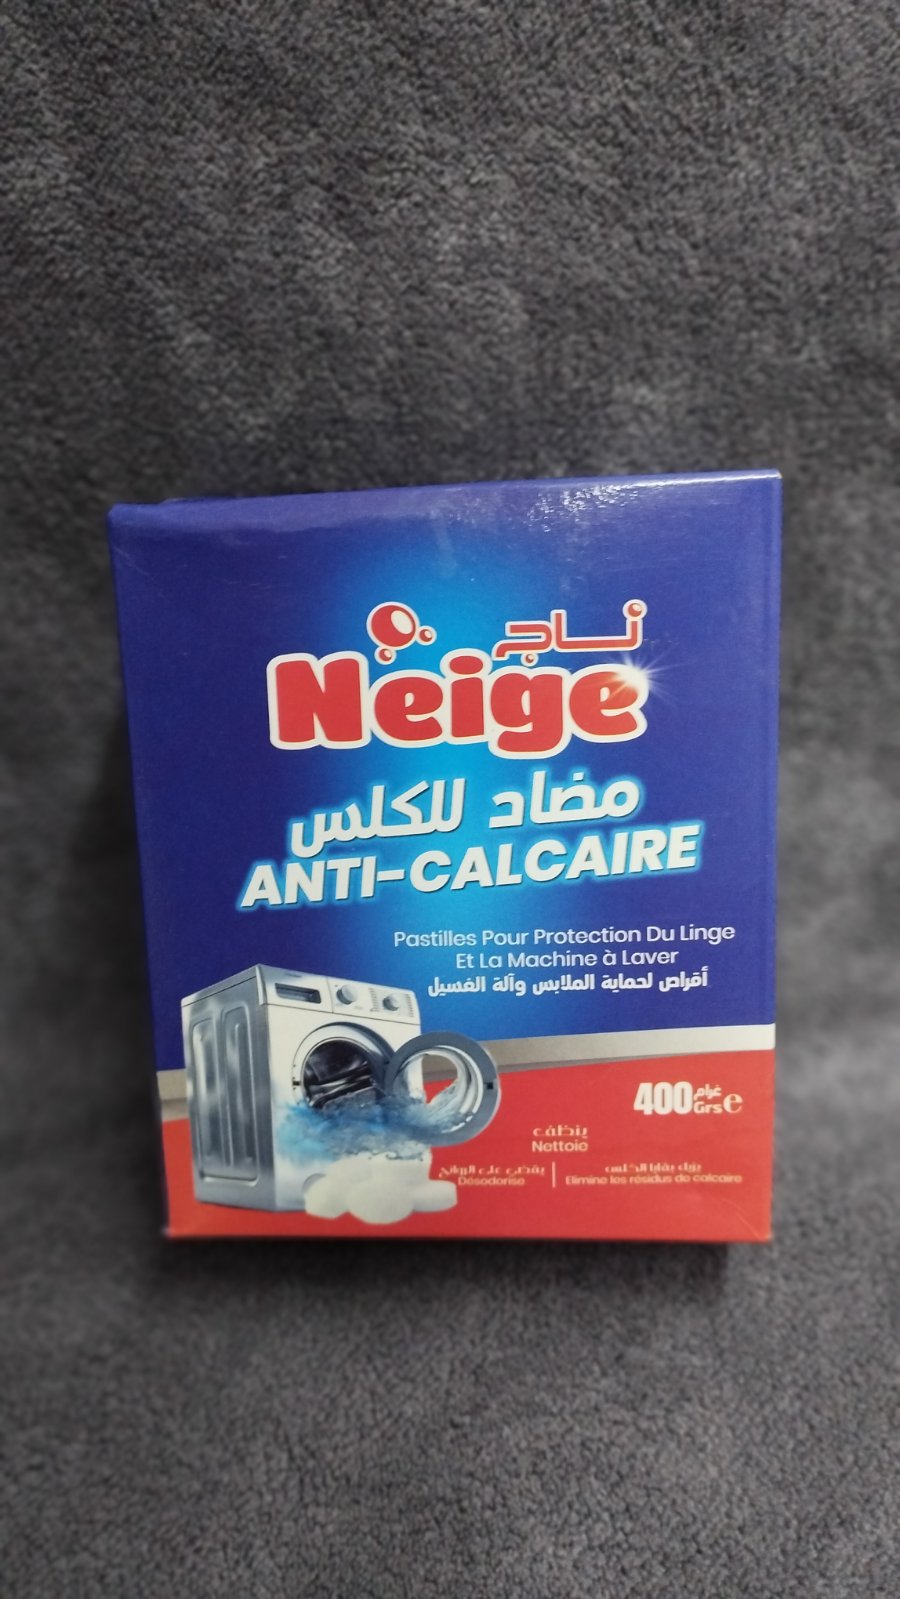 ناج
Neige
مضاد للكلس
ANTI-CALCAIRE
Pastilles Pour Protection Du Linge
Et La Machine à Laver
أقراص لحماية الملابس وآلة الغسيل
400 غرام Grs e
ينظف
Nettoie
يقضي على الروائح
Désodorise
يزيل بقايا الكلس
Elimine les résidus de calcaire